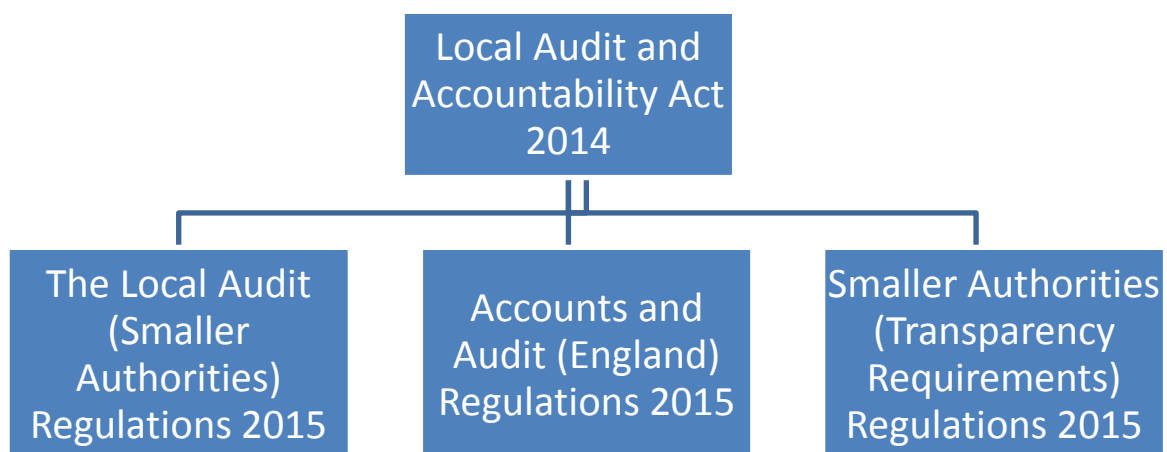 Local Audit and
Accountability Act
2014
The Local Audit
(Smaller
Authorities)
Regulations 2015
Accounts and
Audit (England)
Regulations 2015
Smaller Authorities
(Transparency
Requirements)
Regulations 2015